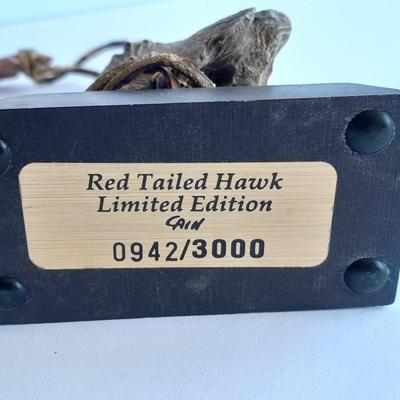 Red Tailed Hawk
Limited Edition
CAIN
0942/3000